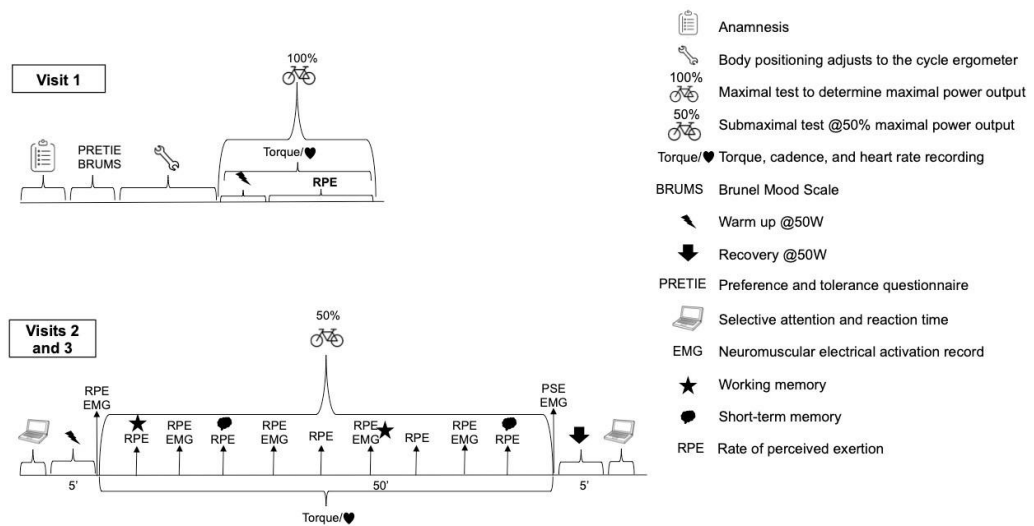 100%
Visit 1
PRETIE
BRUMS
Torque/
RPE
50%
Visits 2
and 3
RPE
EMG
PSE
EMG
RPE
RPE
EMG
RPE
RPE
EMG
RPE
RPE
EMG
RPE
RPE
EMG
RPE
5'
50'
5'
Torque/
Anamnesis
Body positioning adjusts to the cycle ergometer
100%
Maximal test to determine maximal power output
50%
Submaximal test @50% maximal power output
Torque/ Torque, cadence, and heart rate recording
BRUMS Brunel Mood Scale
Warm up @50W
Recovery @50W
PRETIE Preference and tolerance questionnaire
Selective attention and reaction time
EMG Neuromuscular electrical activation record
Working memory
Short-term memory
RPE Rate of perceived exertion